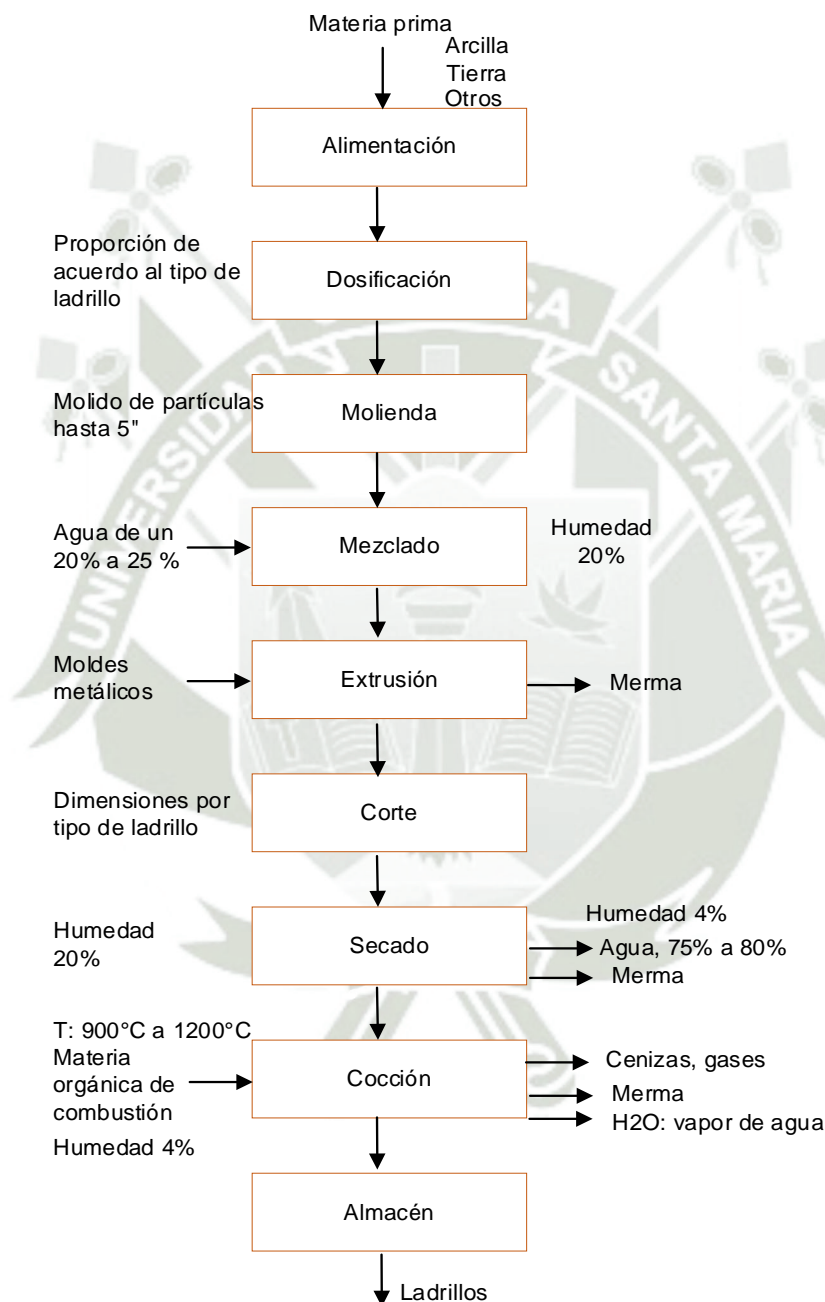 Materia prima
Arcilla
Tierra
Otros
Alimentación
Proporción de
acuerdo al tipo de
ladrillo
Dosificación
Molido de partículas
hasta 5"
Molienda
Agua de un
20% a 25 %
Mezclado
Humedad
20%
Moldes
metálicos
Extrusión
Merma
Dimensiones por
tipo de ladrillo
Corte
Humedad
20%
Secado
Humedad 4%
Agua, 75% a 80%
Merma
T: 900°C a 1200°C
Materia
orgánica de
combustión
Humedad 4%
Cocción
Cenizas, gases
Merma
H2O: vapor de agua
Almacén
Ladrillos
UNIVERSIDAD
SANTA MARIA